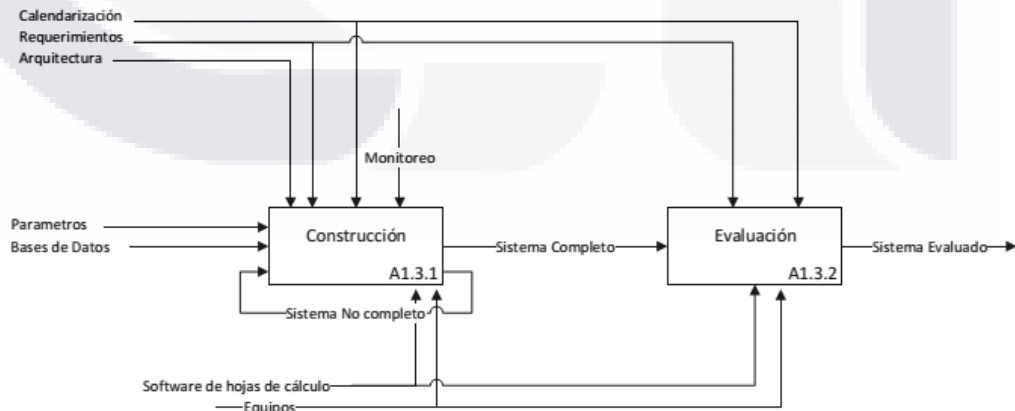 Calendarización
Requerimientos
Arquitectura
Monitoreo
Parametros
Bases de Datos
Construcción
A1.3.1
Sistema Completo
Evaluación
A1.3.2
Sistema Evaluado
Sistema No completo
Software de hojas de cálculo
Equipos